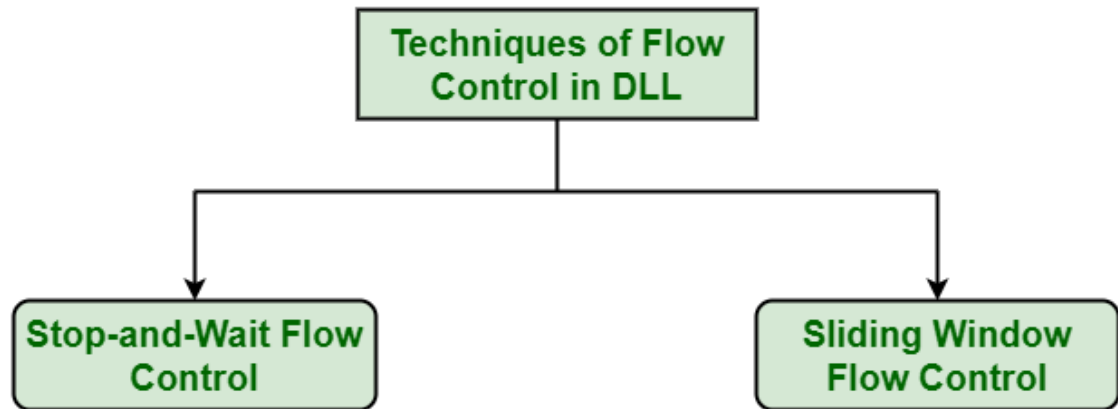 Techniques of Flow
Control in DLL
Stop-and-Wait Flow
Control
Sliding Window
Flow Control